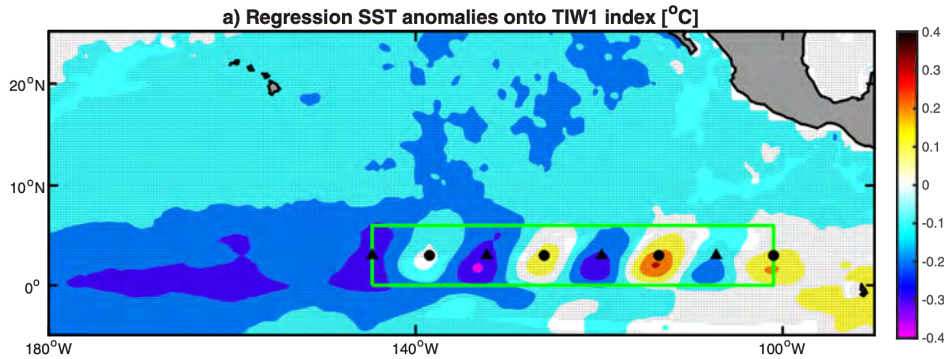 a) Regression SST anomalies onto TIW1 index [°C]
20°N
10°N
0°
180°W
140°W
100°W
0.4
0.3
0.2
0.1
0
-0.1
-0.2
-0.3
-0.4